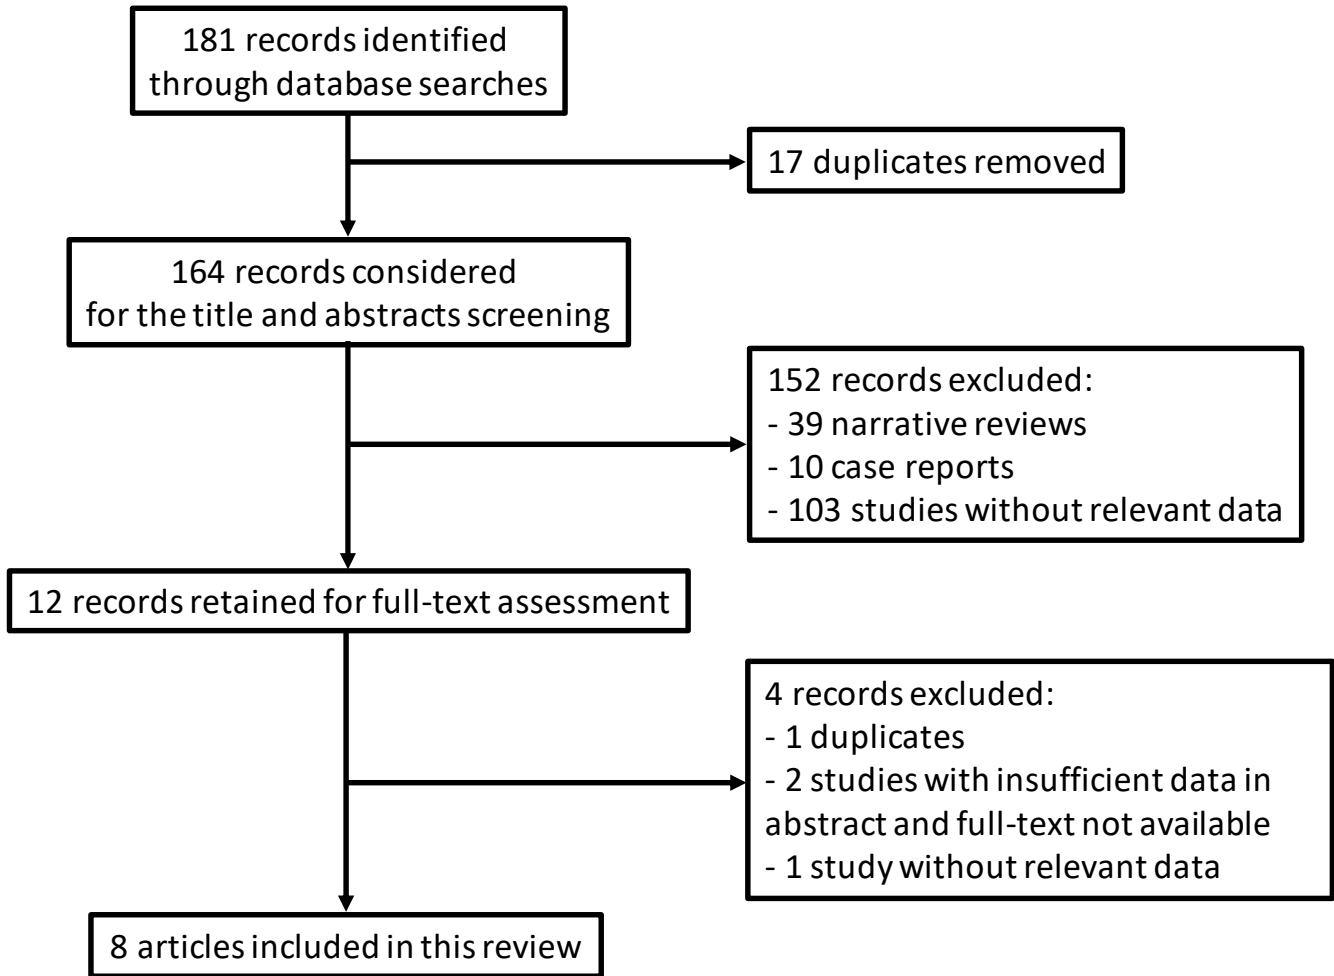 181 records identified
through database searches
17 duplicates removed
164 records considered
for the title and abstracts screening
152 records excluded:
- 39 narrative reviews
- 10 case reports
- 103 studies without relevant data
12 records retained for full-text assessment
4 records excluded:
- 1 duplicates
- 2 studies with insufficient data in
abstract and full-text not available
- 1 study without relevant data
8 articles included in this review